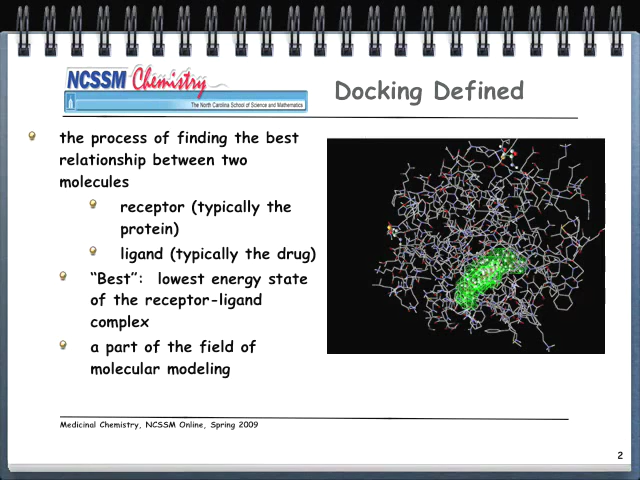 NCSSM Chemistry
The North Carolina School of Science and Mathematics
Docking Defined
the process of finding the best
relationship between two
molecules
receptor (typically the
protein)
ligand (typically the drug)
“Best”: lowest energy state
of the receptor-ligand
complex
a part of the field of
molecular modeling
Medicinal Chemistry, NCSSM Online, Spring 2009
2